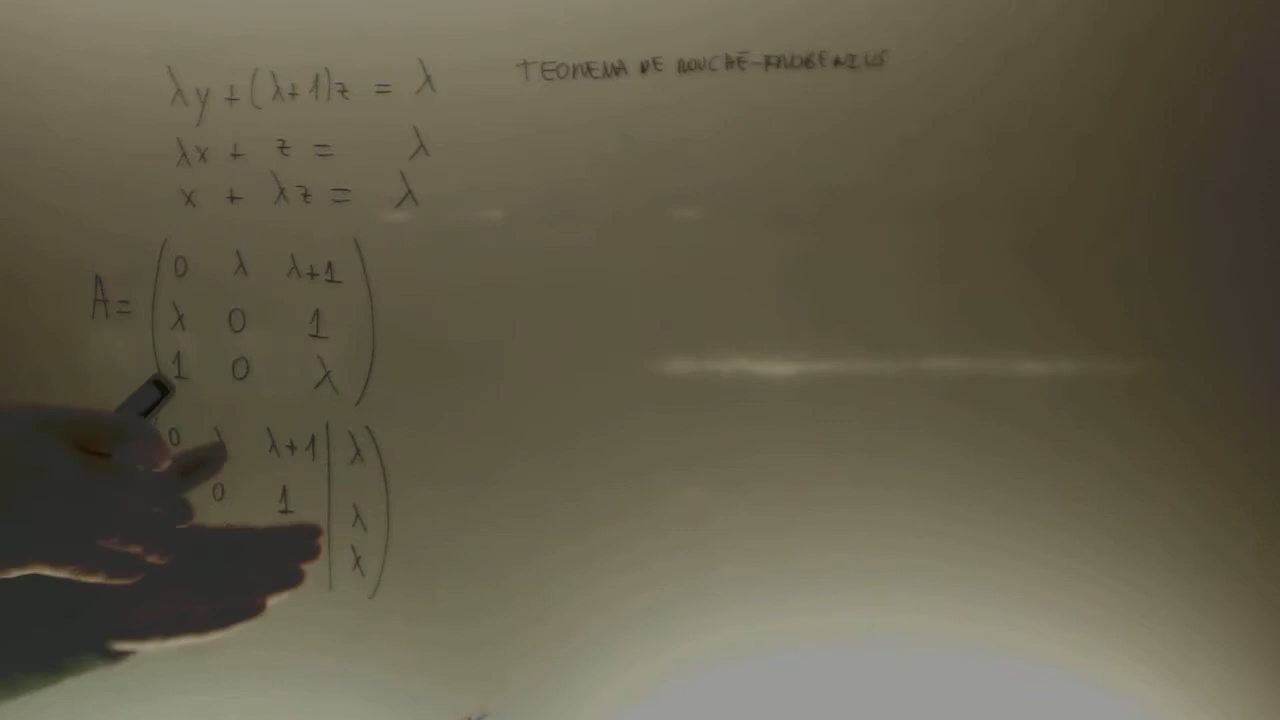 λy + (λ+1)z = λ
TEOREMA DE ROUCHÉ-FROBENIUS
λx + z = λ
x + λz = λ
A = ( 0 λ λ+1
λ 0 1
1 0 λ )
0 λ λ+1 | λ
0 1 | λ
| λ )